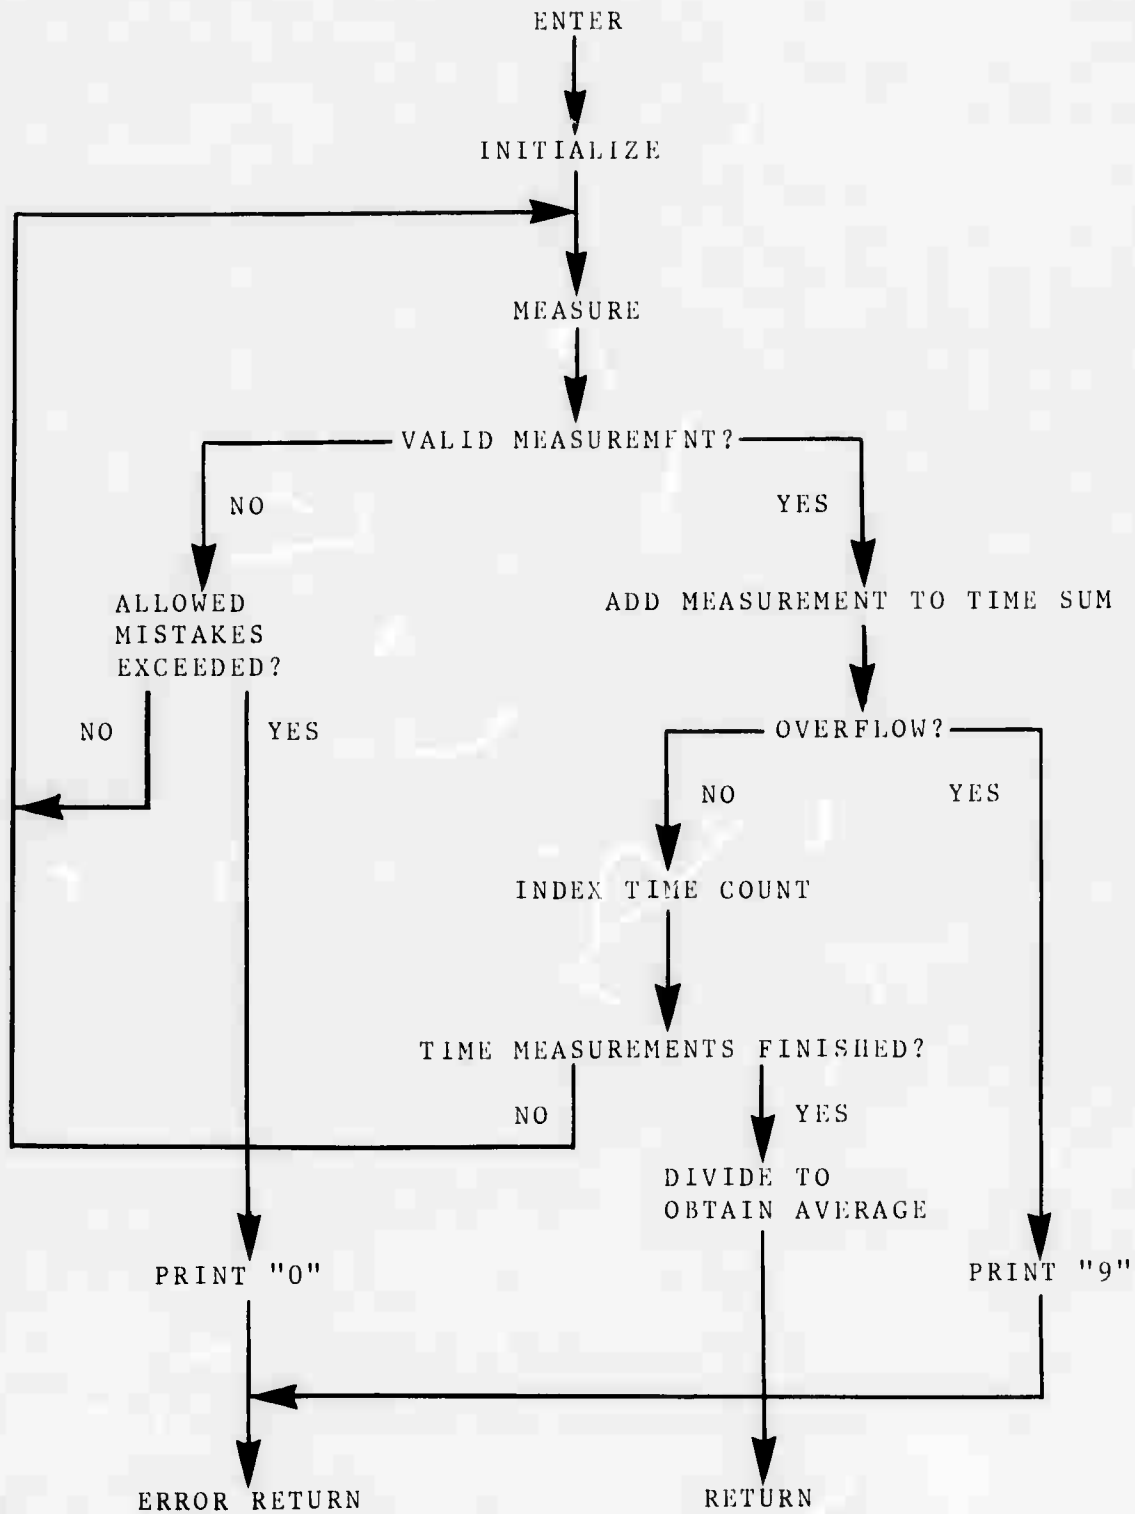 ENTER
INITIALIZE
MEASURE
VALID MEASUREMENT?
NO
YES
ALLOWED
MISTAKES
EXCEEDED?
ADD MEASUREMENT TO TIME SUM
NO
YES
OVERFLOW?
NO
YES
INDEX TIME COUNT
TIME MEASUREMENTS FINISHED?
NO
YES
DIVIDE TO
OBTAIN AVERAGE
PRINT "0"
PRINT "9"
ERROR RETURN
RETURN